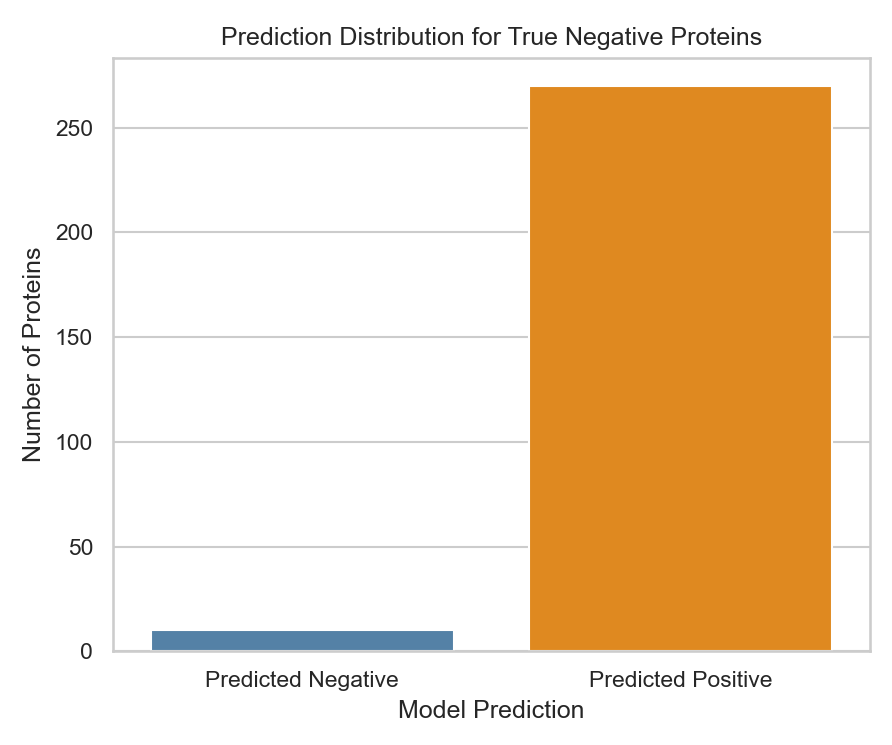 Prediction Distribution for True Negative Proteins
250
200
150
100
50
0
Number of Proteins
Predicted Negative
Predicted Positive
Model Prediction